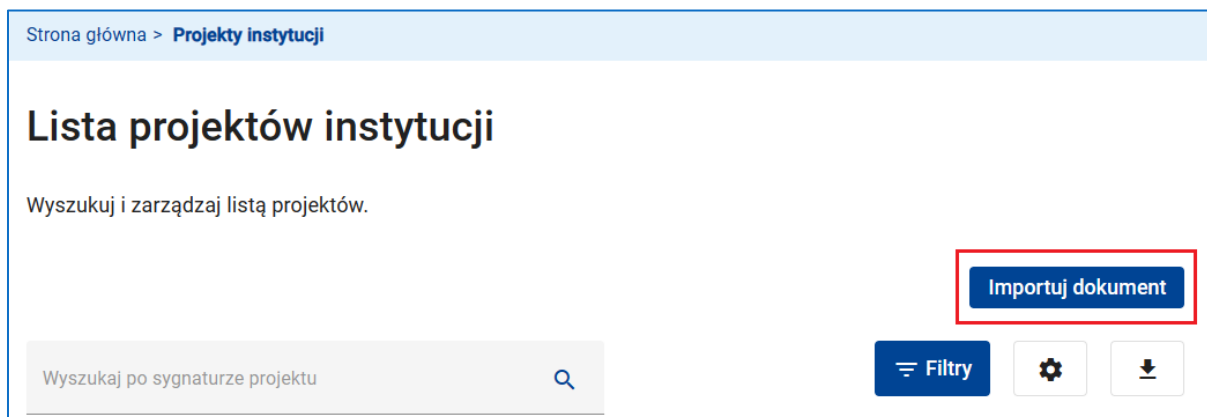 Strona główna > Projekty instytucji
Lista projektów instytucji
Wyszukuj i zarządzaj listą projektów.
Importuj dokument
Wyszukaj po sygnaturze projektu
Filtry